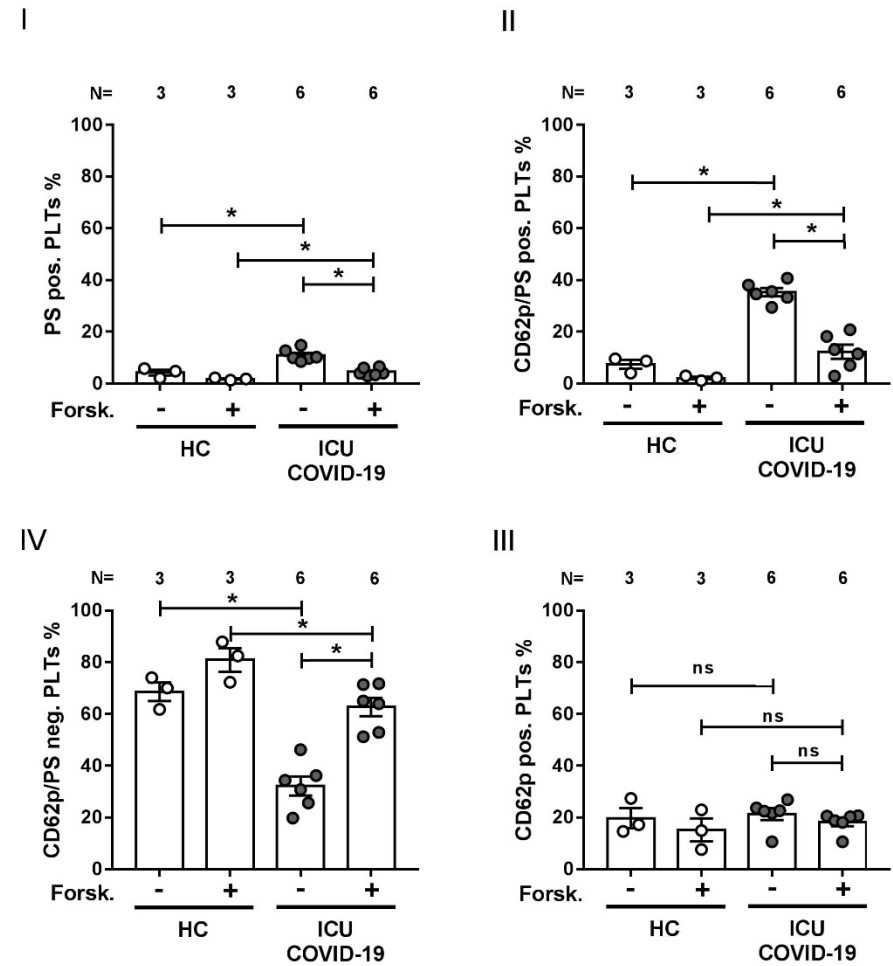 I
N= 3 3 6 6
PS pos. PLTs %
100
80
60
40
20
0
*
*
*
Forsk. - + - +
HC ICU
COVID-19
II
N= 3 3 6 6
CD62p/PS pos. PLTs %
100
80
60
40
20
0
*
*
*
Forsk. - + - +
HC ICU
COVID-19
IV
N= 3 3 6 6
CD62p/PS neg. PLTs %
100
80
60
40
20
0
*
*
*
Forsk. - + - +
HC ICU
COVID-19
III
N= 3 3 6 6
CD62p pos. PLTs %
100
80
60
40
20
0
ns
ns
ns
Forsk. - + - +
HC ICU
COVID-19